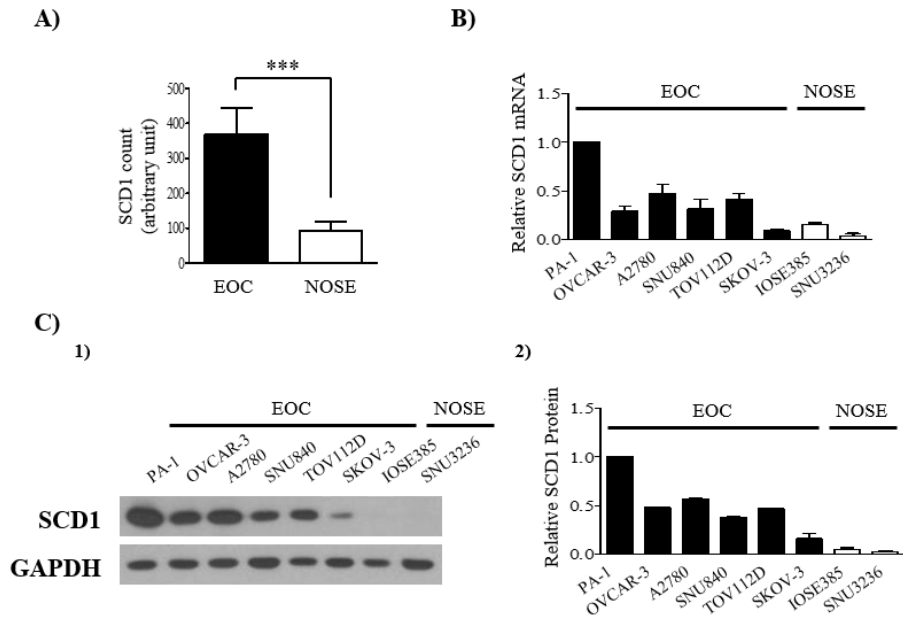 A)
***
SCD1 count
(arbitrary unit)
500
400
300
200
100
0
EOC
NOSE
B)
EOC
NOSE
Relative SCD1 mRNA
1.5
1.0
0.5
0.0
PA-1
OVCAR-3
A2780
SNU840
TOV112D
SKOV-3
IOSE385
SNU3236
C)
1)
EOC
NOSE
PA-1
OVCAR-3
A2780
SNU840
TOV112D
SKOV-3
IOSE385
SNU3236
SCD1
GAPDH
2)
EOC
NOSE
Relative SCD1 Protein
1.5
1.0
0.5
0.0
PA-1
OVCAR-3
A2780
SNU840
TOV112D
SKOV-3
IOSE385
SNU3236